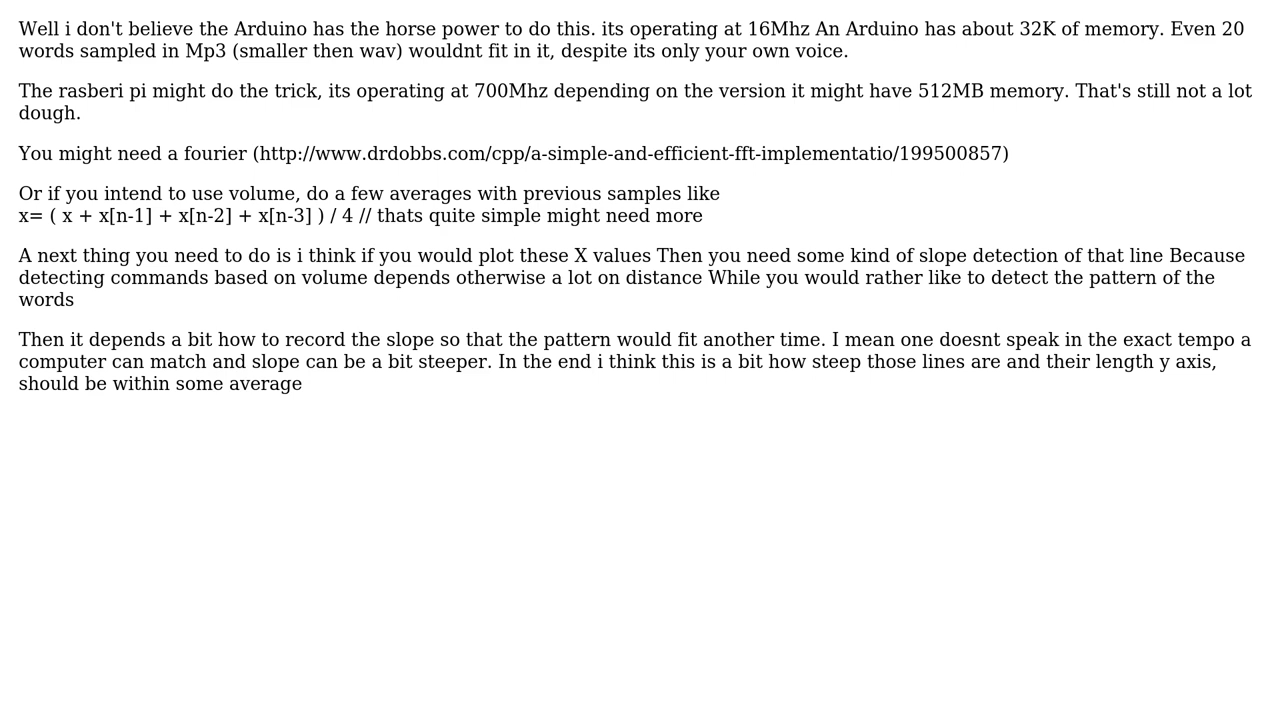 Well i don't believe the Arduino has the horse power to do this. its operating at 16Mhz An Arduino has about 32K of memory. Even 20
words sampled in Mp3 (smaller then wav) wouldnt fit in it, despite its only your own voice.
The rasberi pi might do the trick, its operating at 700Mhz depending on the version it might have 512MB memory. That's still not a lot
dough.
You might need a fourier (http://www.drdobbs.com/cpp/a-simple-and-efficient-fft-implementatio/199500857)
Or if you intend to use volume, do a few averages with previous samples like
x= ( x + x[n-1] + x[n-2] + x[n-3] ) / 4 // thats quite simple might need more
A next thing you need to do is i think if you would plot these X values Then you need some kind of slope detection of that line Because
detecting commands based on volume depends otherwise a lot on distance While you would rather like to detect the pattern of the
words
Then it depends a bit how to record the slope so that the pattern would fit another time. I mean one doesnt speak in the exact tempo a
computer can match and slope can be a bit steeper. In the end i think this is a bit how steep those lines are and their length y axis,
should be within some average